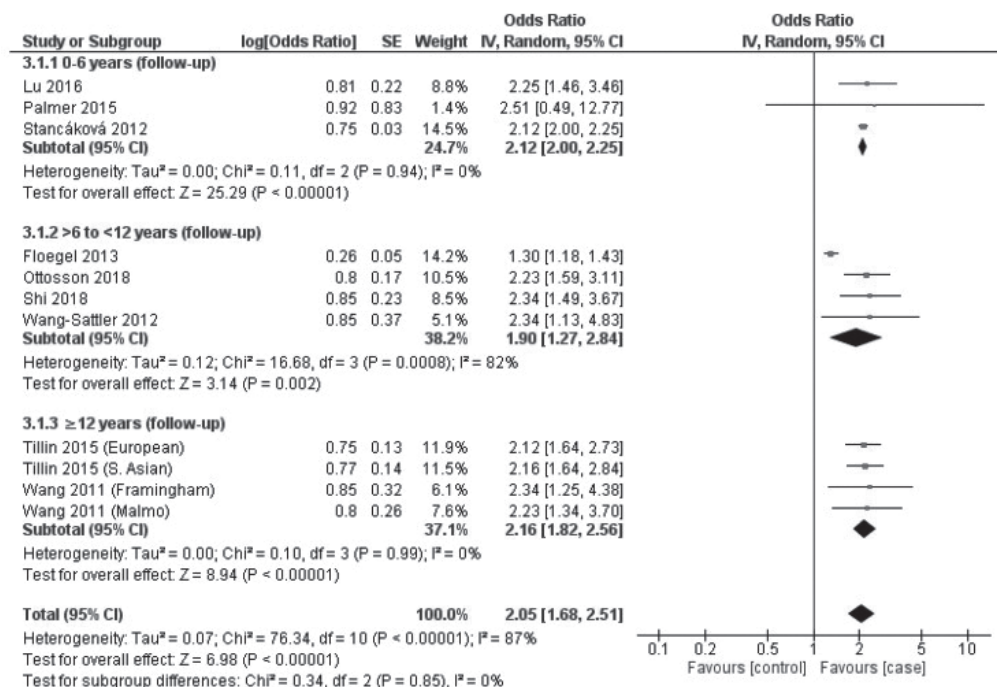 Odds Ratio Odds Ratio
Study or Subgroup log[Odds Ratio] SE Weight IV, Random, 95% CI IV, Random, 95% CI
3.1.1 0-6 years (follow-up)
Lu 2016 0.81 0.22 8.8% 2.25 [1.46, 3.46]
Palmer 2015 0.92 0.83 1.4% 2.51 [0.49, 12.77]
Stancáková 2012 0.75 0.03 14.5% 2.12 [2.00, 2.25]
Subtotal (95% CI) 24.7% 2.12 [2.00, 2.25]
Heterogeneity: Tau² = 0.00; Chi² = 0.11, df = 2 (P = 0.94); I² = 0%
Test for overall effect: Z = 25.29 (P < 0.00001)
3.1.2 >6 to <12 years (follow-up)
Floegel 2013 0.26 0.05 14.2% 1.30 [1.18, 1.43]
Ottosson 2018 0.8 0.17 10.5% 2.23 [1.59, 3.11]
Shi 2018 0.85 0.23 8.5% 2.34 [1.49, 3.67]
Wang-Sattler 2012 0.85 0.37 5.1% 2.34 [1.13, 4.83]
Subtotal (95% CI) 38.2% 1.90 [1.27, 2.84]
Heterogeneity: Tau² = 0.12; Chi² = 16.68, df = 3 (P = 0.0008); I² = 82%
Test for overall effect: Z = 3.14 (P = 0.002)
3.1.3 ≥12 years (follow-up)
Tillin 2015 (European) 0.75 0.13 11.9% 2.12 [1.64, 2.73]
Tillin 2015 (S. Asian) 0.77 0.14 11.5% 2.16 [1.64, 2.84]
Wang 2011 (Framingham) 0.85 0.32 6.1% 2.34 [1.25, 4.38]
Wang 2011 (Malmo) 0.8 0.26 7.6% 2.23 [1.34, 3.70]
Subtotal (95% CI) 37.1% 2.16 [1.82, 2.56]
Heterogeneity: Tau² = 0.00; Chi² = 0.10, df = 3 (P = 0.99); I² = 0%
Test for overall effect: Z = 8.94 (P < 0.00001)
Total (95% CI) 100.0% 2.05 [1.68, 2.51]
Heterogeneity: Tau² = 0.07; Chi² = 76.34, df = 10 (P < 0.00001); I² = 87%
Test for overall effect: Z = 6.98 (P < 0.00001)
Test for subgroup differences: Chi² = 0.34, df = 2 (P = 0.85), I² = 0%
0.1 0.2 0.5 1 2 5 10
Favours [control] Favours [case]